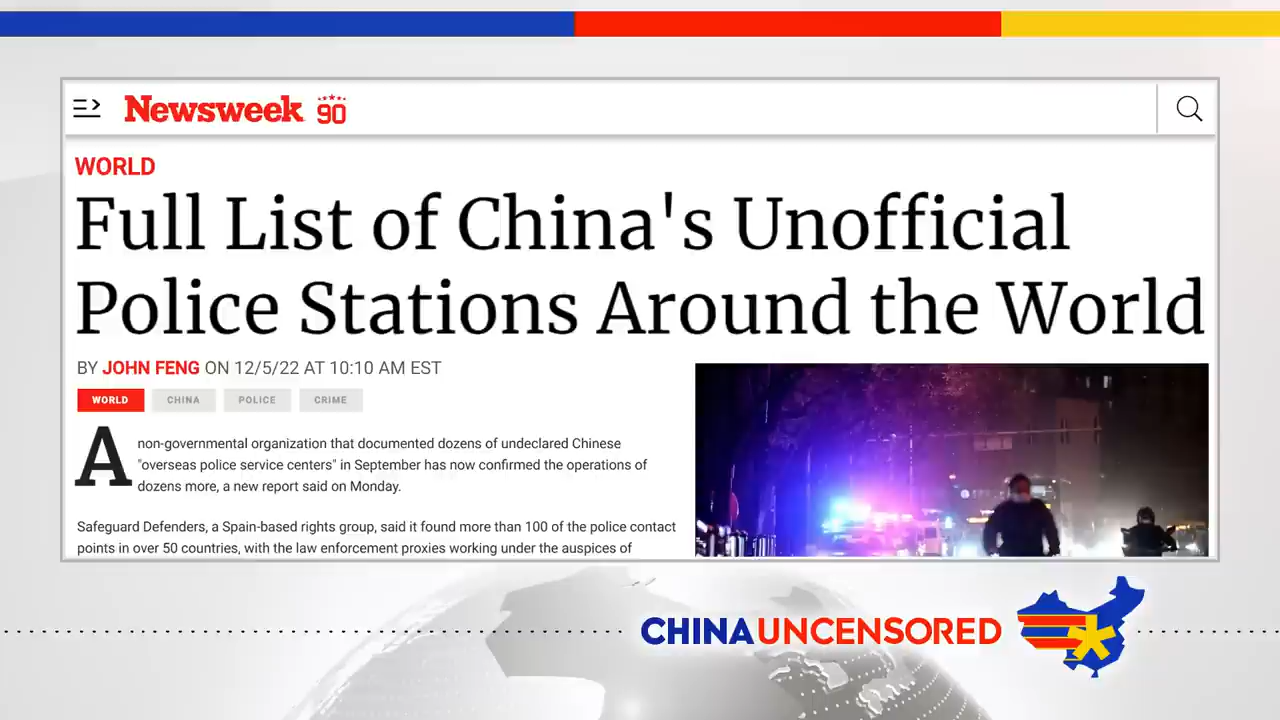 Newsweek 90
WORLD
Full List of China's Unofficial
Police Stations Around the World
BY JOHN FENG ON 12/5/22 AT 10:10 AM EST
WORLD CHINA POLICE CRIME
A non-governmental organization that documented dozens of undeclared Chinese
"overseas police service centers" in September has now confirmed the operations of
dozens more, a new report said on Monday.
Safeguard Defenders, a Spain-based rights group, said it found more than 100 of the police contact
points in over 50 countries, with the law enforcement proxies working under the auspices of
CHINA UNCENSORED